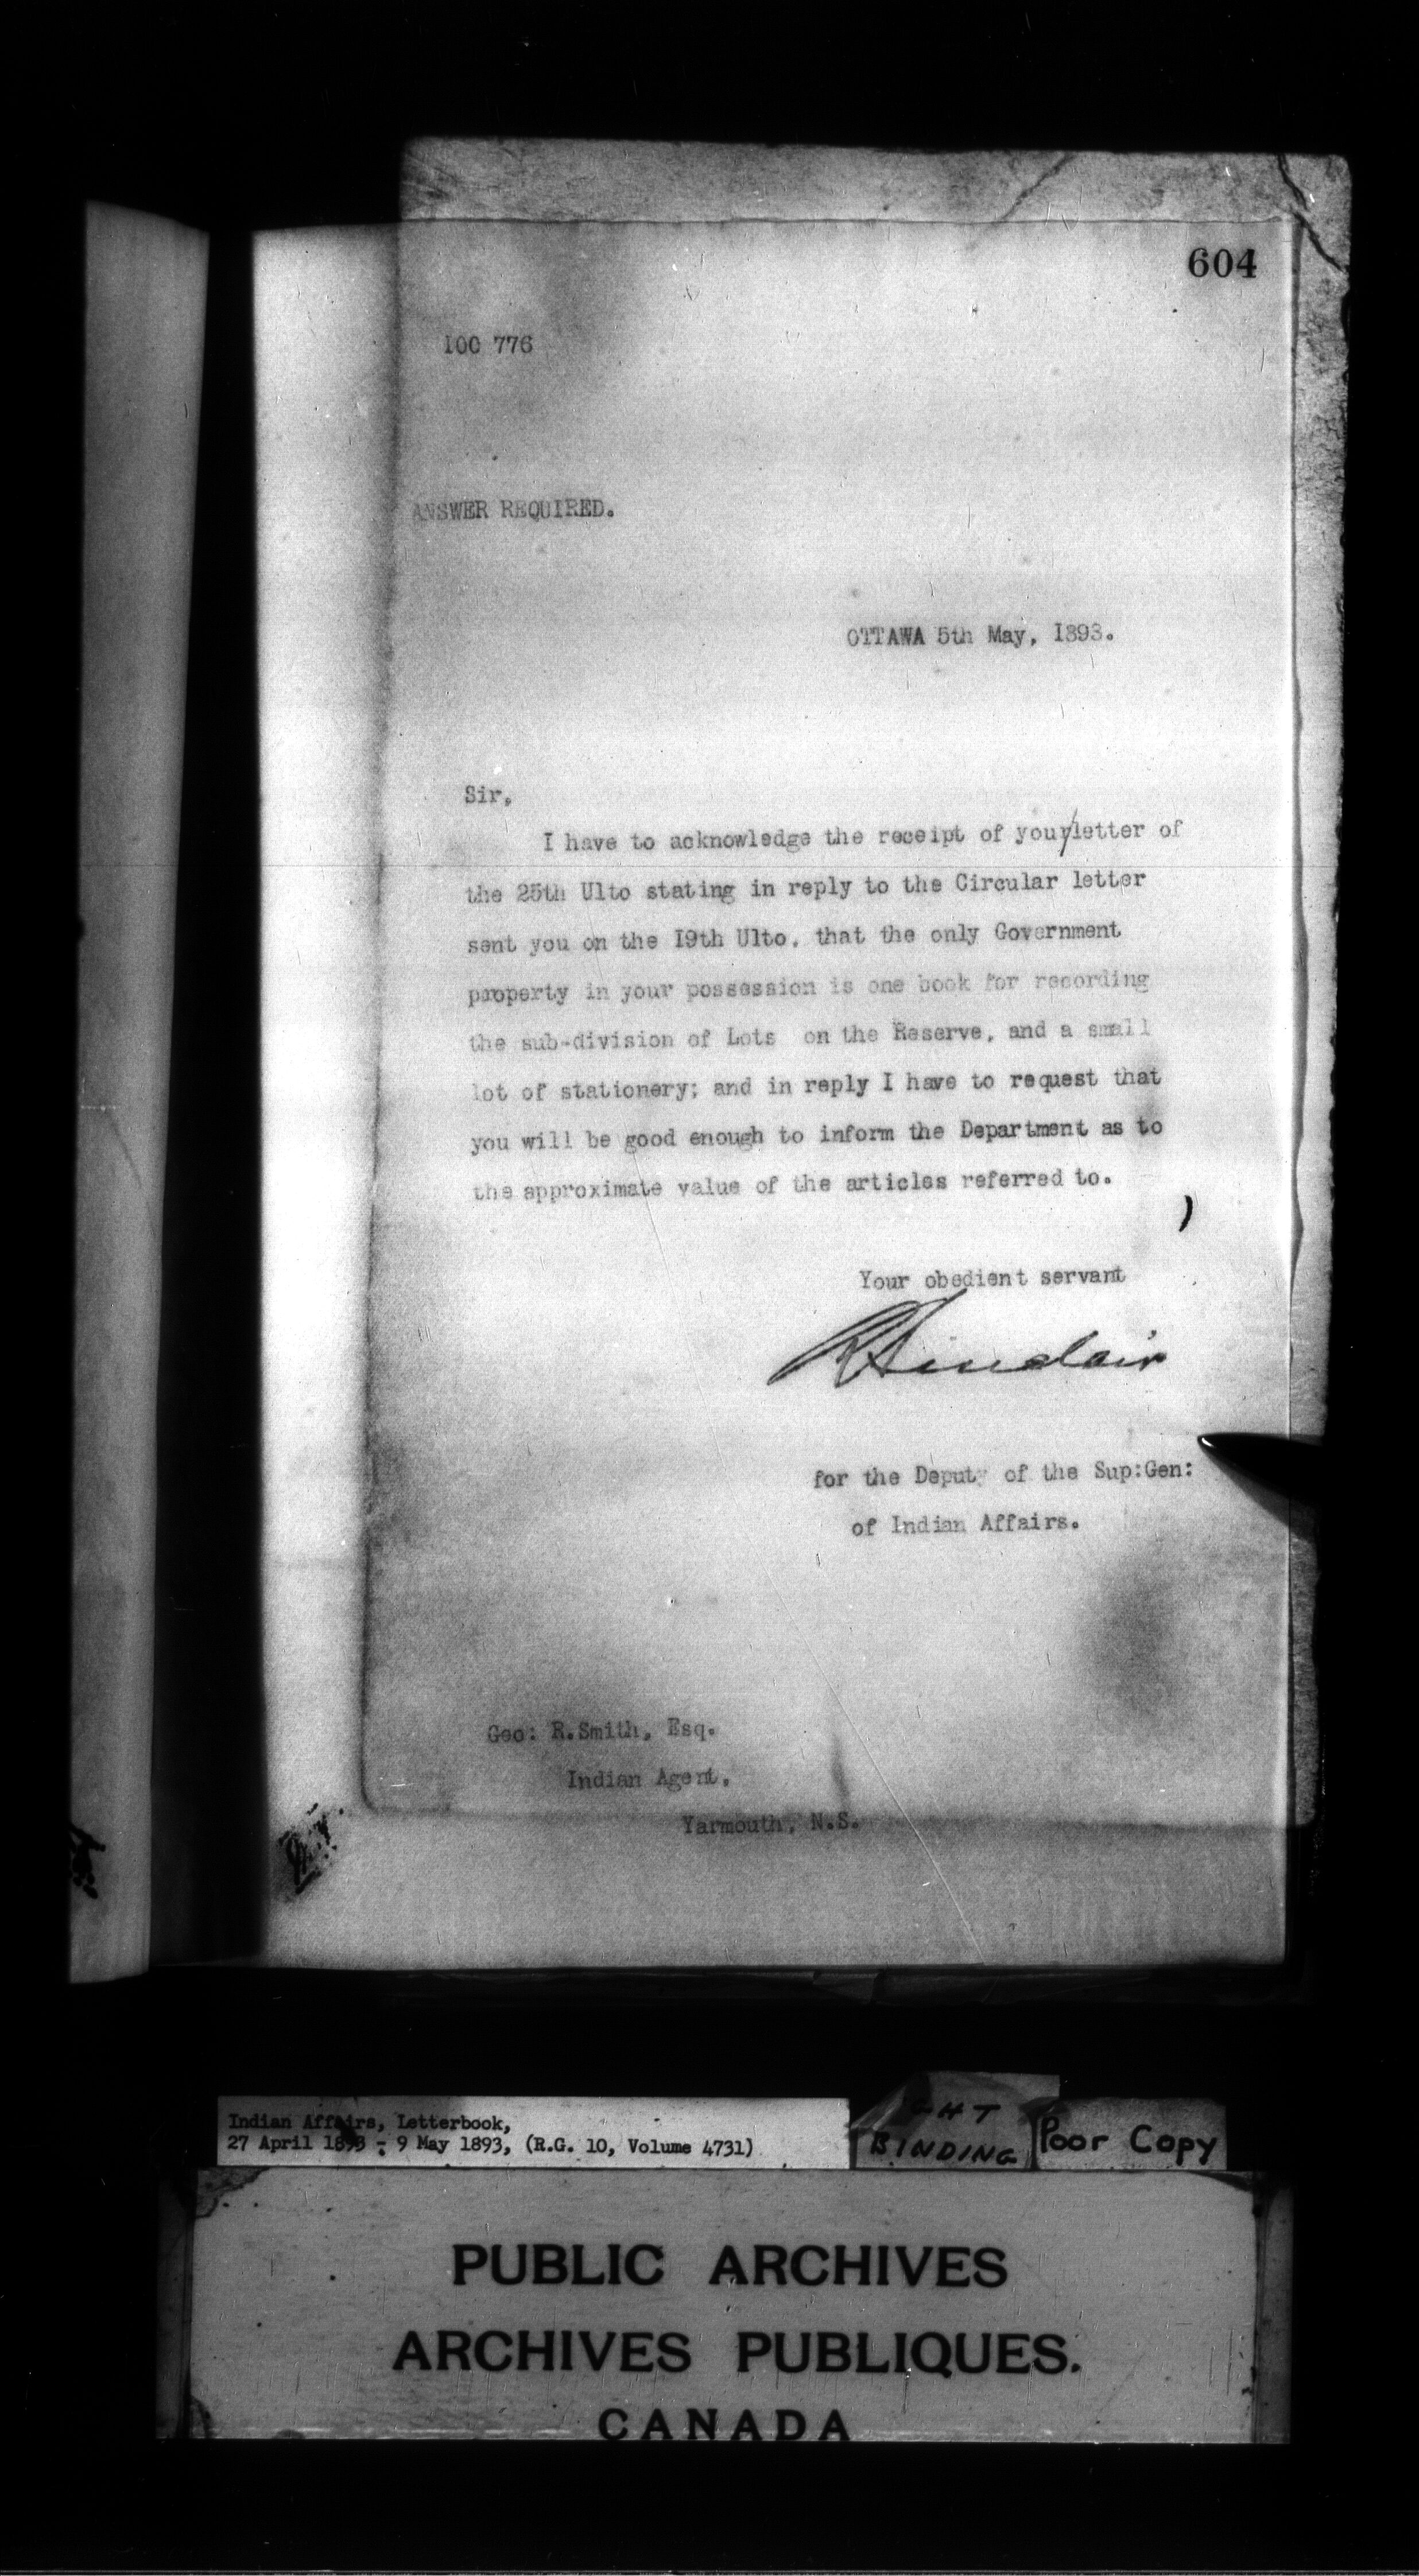 604
100 776
ANSWER REQUIRED.
OTTAWA 5th May, I893.
Sir,
I have to acknowledge the receipt of your/letter of
the 25th Ulto stating in reply to the Circular letter
sent you on the I9th Ulto. that the only Government
property in your possession is one book for recording
the sub-division of Lots on the Reserve, and a small
lot of stationery; and in reply I have to request that
you will be good enough to inform the Department as to
the approximate value of the articles referred to.
Your obedient servant
R Sinclair
for the Deputy of the Sup:Gen:
of Indian Affairs.
Geo: R.Smith, Esq.
Indian Agent,
Yarmouth, N.S.
Indian Affairs, Letterbook,
27 April 1893 - 9 May 1893, (R.G. 10, Volume 4731)
BINDING
Poor Copy
PUBLIC ARCHIVES
ARCHIVES PUBLIQUES.
CANADA